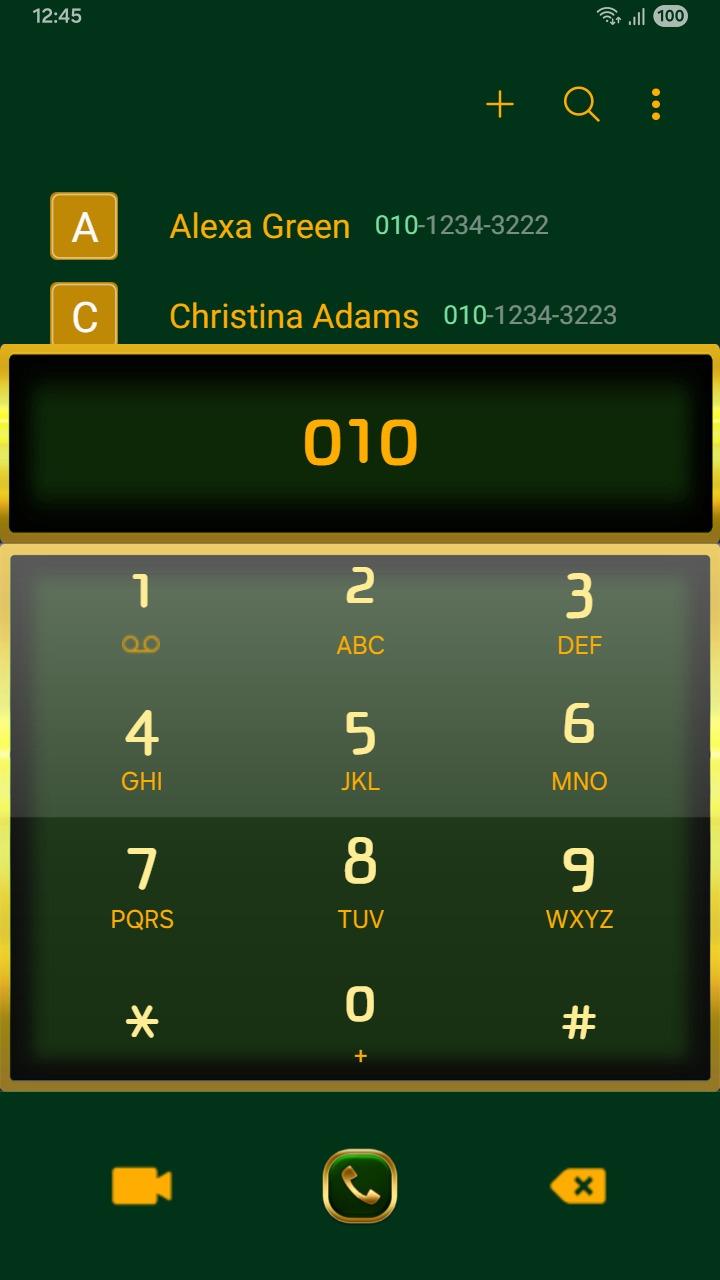 12:45 100
A Alexa Green 010-1234-3222
C Christina Adams 010-1234-3223
010
1 2 3
ABC DEF
4 5 6
GHI JKL MNO
7 8 9
PQRS TUV WXYZ
* 0 #
+